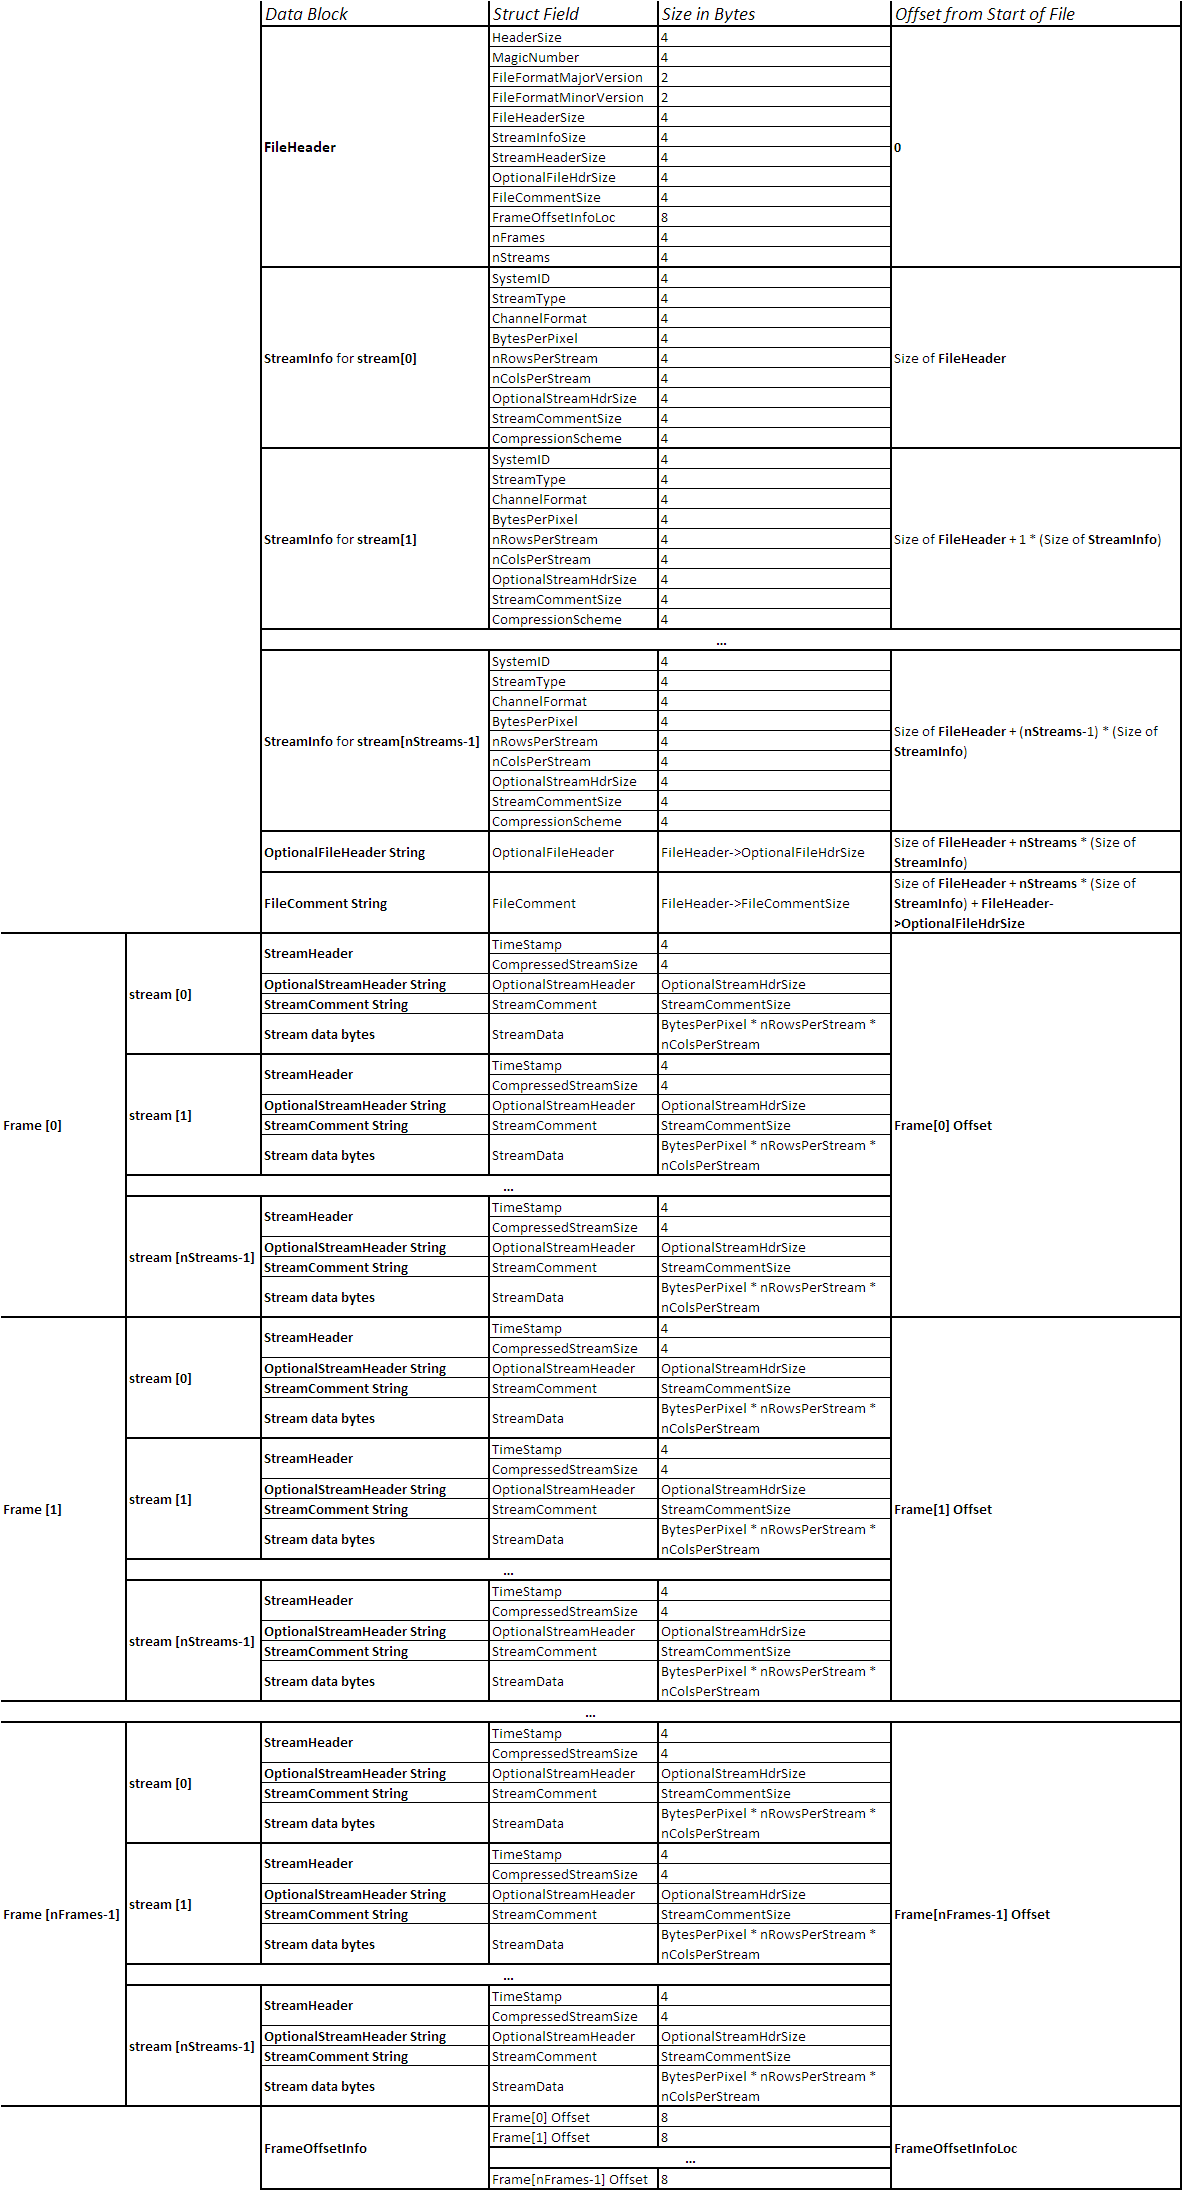 Data Block Struct Field Size in Bytes Offset from Start of File
HeaderSize 4
MagicNumber 4
FileFormatMajorVersion 2
FileFormatMinorVersion 2
FileHeaderSize 4
StreamInfoSize 4
FileHeader 0
StreamHeaderSize 4
OptionalFileHdrSize 4
FileCommentSize 4
FrameOffsetInfoLoc 8
nFrames 4
nStreams 4
SystemID 4
StreamType 4
ChannelFormat 4
BytesPerPixel 4
StreamInfo for stream[0] nRowsPerStream 4 Size of FileHeader
nColsPerStream 4
OptionalStreamHdrSize 4
StreamCommentSize 4
CompressionScheme 4
SystemID 4
StreamType 4
ChannelFormat 4
BytesPerPixel 4
StreamInfo for stream[1] nRowsPerStream 4 Size of FileHeader + 1 * (Size of StreamInfo)
nColsPerStream 4
OptionalStreamHdrSize 4
StreamCommentSize 4
CompressionScheme 4
...
SystemID 4
StreamType 4
ChannelFormat 4
BytesPerPixel 4
StreamInfo for stream[nStreams-1] nRowsPerStream 4 Size of FileHeader + (nStreams-1) * (Size of
StreamInfo)
nColsPerStream 4
OptionalStreamHdrSize 4
StreamCommentSize 4
CompressionScheme 4
OptionalFileHeader String OptionalFileHeader FileHeader->OptionalFileHdrSize Size of FileHeader + nStreams * (Size of
StreamInfo)
FileComment String FileComment FileHeader->FileCommentSize Size of FileHeader + nStreams * (Size of
StreamInfo) + FileHeader-
>OptionalFileHdrSize
Frame [0] Frame[0] Offset
stream [0]
StreamHeader TimeStamp 4
CompressedStreamSize 4
OptionalStreamHeader String OptionalStreamHeader OptionalStreamHdrSize
StreamComment String StreamComment StreamCommentSize
Stream data bytes StreamData BytesPerPixel * nRowsPerStream *
nColsPerStream
stream [1]
StreamHeader TimeStamp 4
CompressedStreamSize 4
OptionalStreamHeader String OptionalStreamHeader OptionalStreamHdrSize
StreamComment String StreamComment StreamCommentSize
Stream data bytes StreamData BytesPerPixel * nRowsPerStream *
nColsPerStream
...
stream [nStreams-1]
StreamHeader TimeStamp 4
CompressedStreamSize 4
OptionalStreamHeader String OptionalStreamHeader OptionalStreamHdrSize
StreamComment String StreamComment StreamCommentSize
Stream data bytes StreamData BytesPerPixel * nRowsPerStream *
nColsPerStream
Frame [1] Frame[1] Offset
stream [0]
StreamHeader TimeStamp 4
CompressedStreamSize 4
OptionalStreamHeader String OptionalStreamHeader OptionalStreamHdrSize
StreamComment String StreamComment StreamCommentSize
Stream data bytes StreamData BytesPerPixel * nRowsPerStream *
nColsPerStream
stream [1]
StreamHeader TimeStamp 4
CompressedStreamSize 4
OptionalStreamHeader String OptionalStreamHeader OptionalStreamHdrSize
StreamComment String StreamComment StreamCommentSize
Stream data bytes StreamData BytesPerPixel * nRowsPerStream *
nColsPerStream
...
stream [nStreams-1]
StreamHeader TimeStamp 4
CompressedStreamSize 4
OptionalStreamHeader String OptionalStreamHeader OptionalStreamHdrSize
StreamComment String StreamComment StreamCommentSize
Stream data bytes StreamData BytesPerPixel * nRowsPerStream *
nColsPerStream
...
Frame [nFrames-1] Frame[nFrames-1] Offset
stream [0]
StreamHeader TimeStamp 4
CompressedStreamSize 4
OptionalStreamHeader String OptionalStreamHeader OptionalStreamHdrSize
StreamComment String StreamComment StreamCommentSize
Stream data bytes StreamData BytesPerPixel * nRowsPerStream *
nColsPerStream
stream [1]
StreamHeader TimeStamp 4
CompressedStreamSize 4
OptionalStreamHeader String OptionalStreamHeader OptionalStreamHdrSize
StreamComment String StreamComment StreamCommentSize
Stream data bytes StreamData BytesPerPixel * nRowsPerStream *
nColsPerStream
...
stream [nStreams-1]
StreamHeader TimeStamp 4
CompressedStreamSize 4
OptionalStreamHeader String OptionalStreamHeader OptionalStreamHdrSize
StreamComment String StreamComment StreamCommentSize
Stream data bytes StreamData BytesPerPixel * nRowsPerStream *
nColsPerStream
FrameOffsetInfo FrameOffsetInfoLoc
Frame[0] Offset 8
Frame[1] Offset 8
...
Frame[nFrames-1] Offset 8